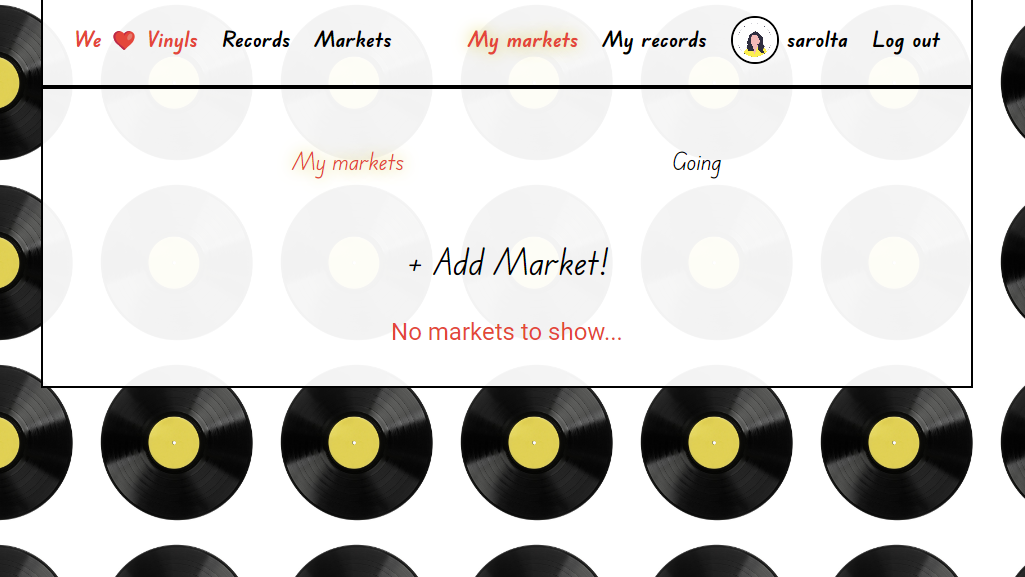 We ❤️ Vinyls Records Markets My markets My records sarolta Log out
My markets Going
+ Add Market!
No markets to show...